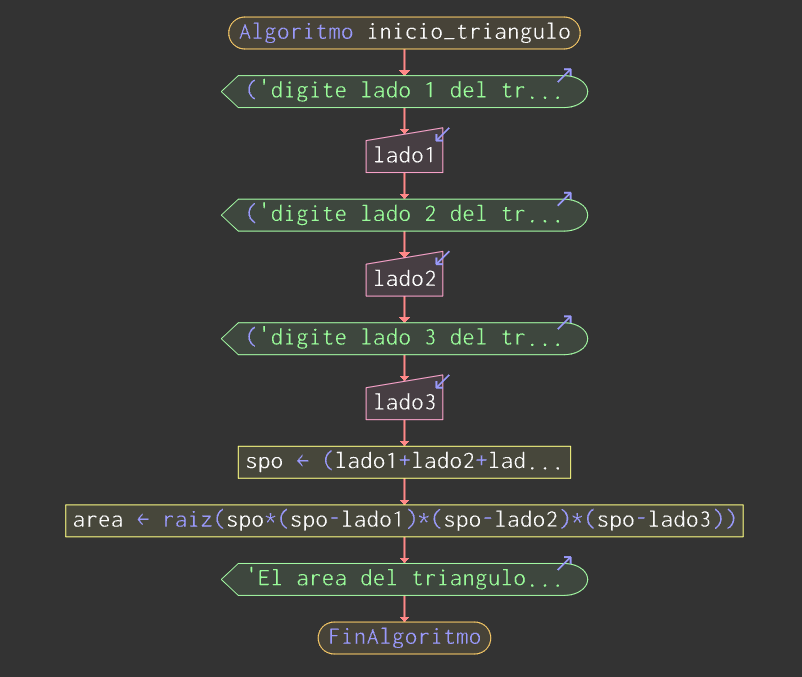 Algoritmo inicio_triangulo
('digite lado 1 del tr...
lado1
('digite lado 2 del tr...
lado2
('digite lado 3 del tr...
lado3
spo ← (lado1+lado2+lad...
area ← raiz(spo*(spo-lado1)*(spo-lado2)*(spo-lado3))
'El area del triangulo...
FinAlgoritmo